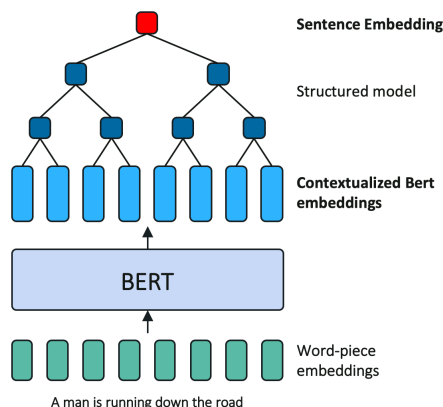 Sentence Embedding
Structured model
Contextualized Bert
embeddings
BERT
Word-piece
embeddings
A man is running down the road